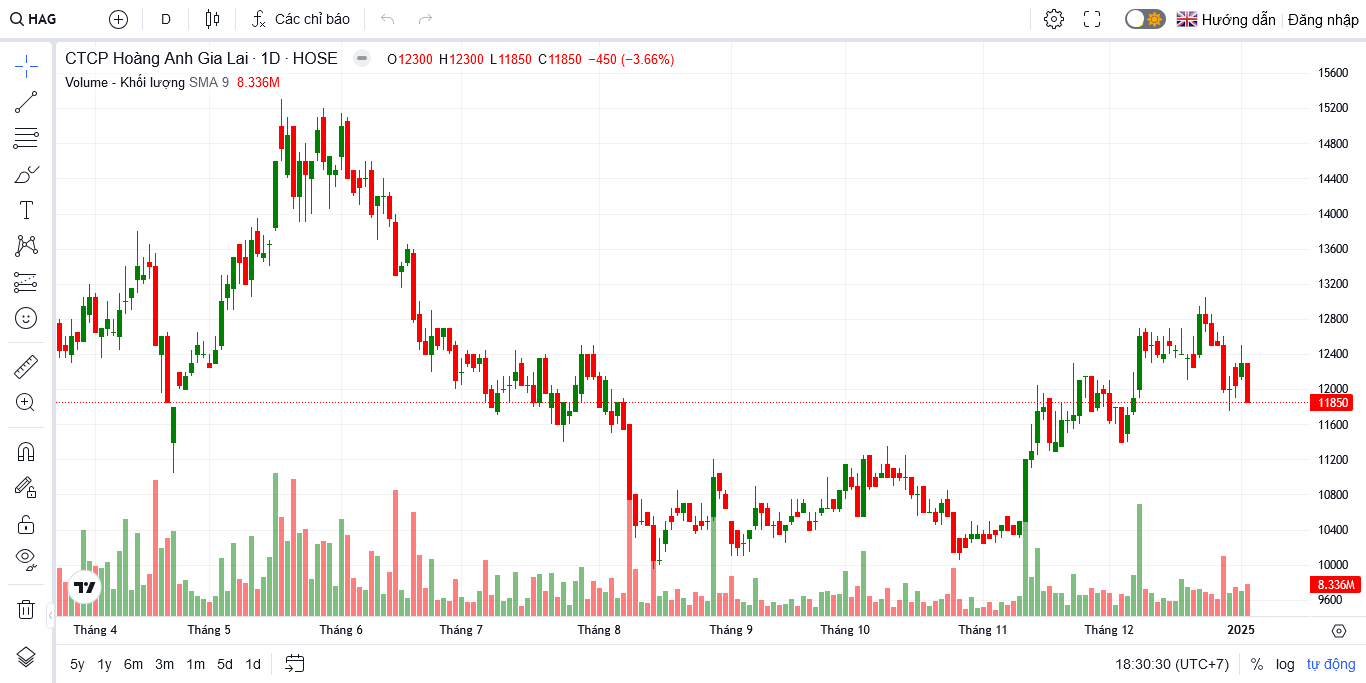 HAG D Các chỉ báo Hướng dẫn Đăng nhập
CTCP Hoàng Anh Gia Lai · 1D · HOSE O12300 H12300 L11850 C11850 −450 (−3.66%)
Volume - Khối lượng SMA 9 8.336M
15600
15200
14800
14400
14000
13600
13200
12800
12400
12000
11850
11600
11200
10800
10400
10000
8.336M
9600
Tháng 4 Tháng 5 Tháng 6 Tháng 7 Tháng 8 Tháng 9 Tháng 10 Tháng 11 Tháng 12 2025
5y 1y 6m 3m 1m 5d 1d 18:30:30 (UTC+7) % log tự động